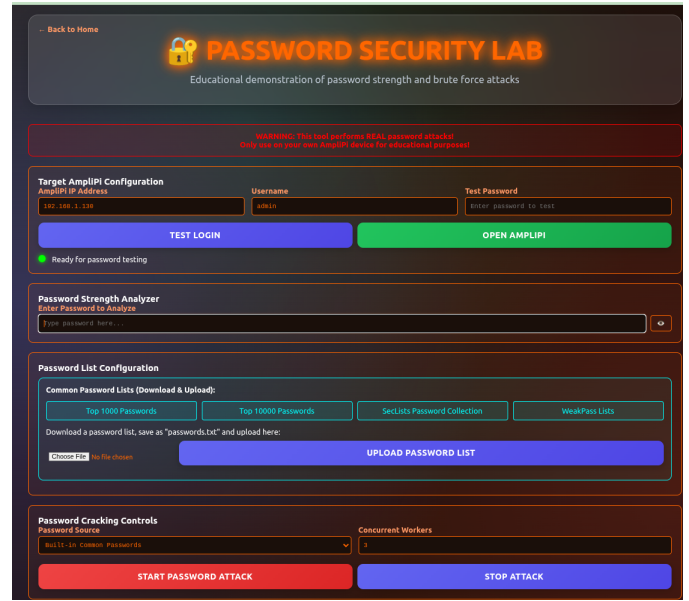 ← Back to Home
🔐 PASSWORD SECURITY LAB
Educational demonstration of password strength and brute force attacks
WARNING: This tool performs REAL password attacks!
Only use on your own AmpliPi device for educational purposes!
Target AmpliPi Configuration
AmpliPi IP Address Username Test Password
192.168.1.139 admin Enter password to test
TEST LOGIN OPEN AMPLIPI
Ready for password testing
Password Strength Analyzer
Enter Password to Analyze
Type password here...
Password List Configuration
Common Password Lists (Download & Upload):
Top 1000 Passwords Top 10000 Passwords SecLists Password Collection WeakPass Lists
Download a password list, save as "passwords.txt" and upload here:
Choose File No file chosen UPLOAD PASSWORD LIST
Password Cracking Controls
Password Source Concurrent Workers
Built-in Common Passwords 3
START PASSWORD ATTACK STOP ATTACK